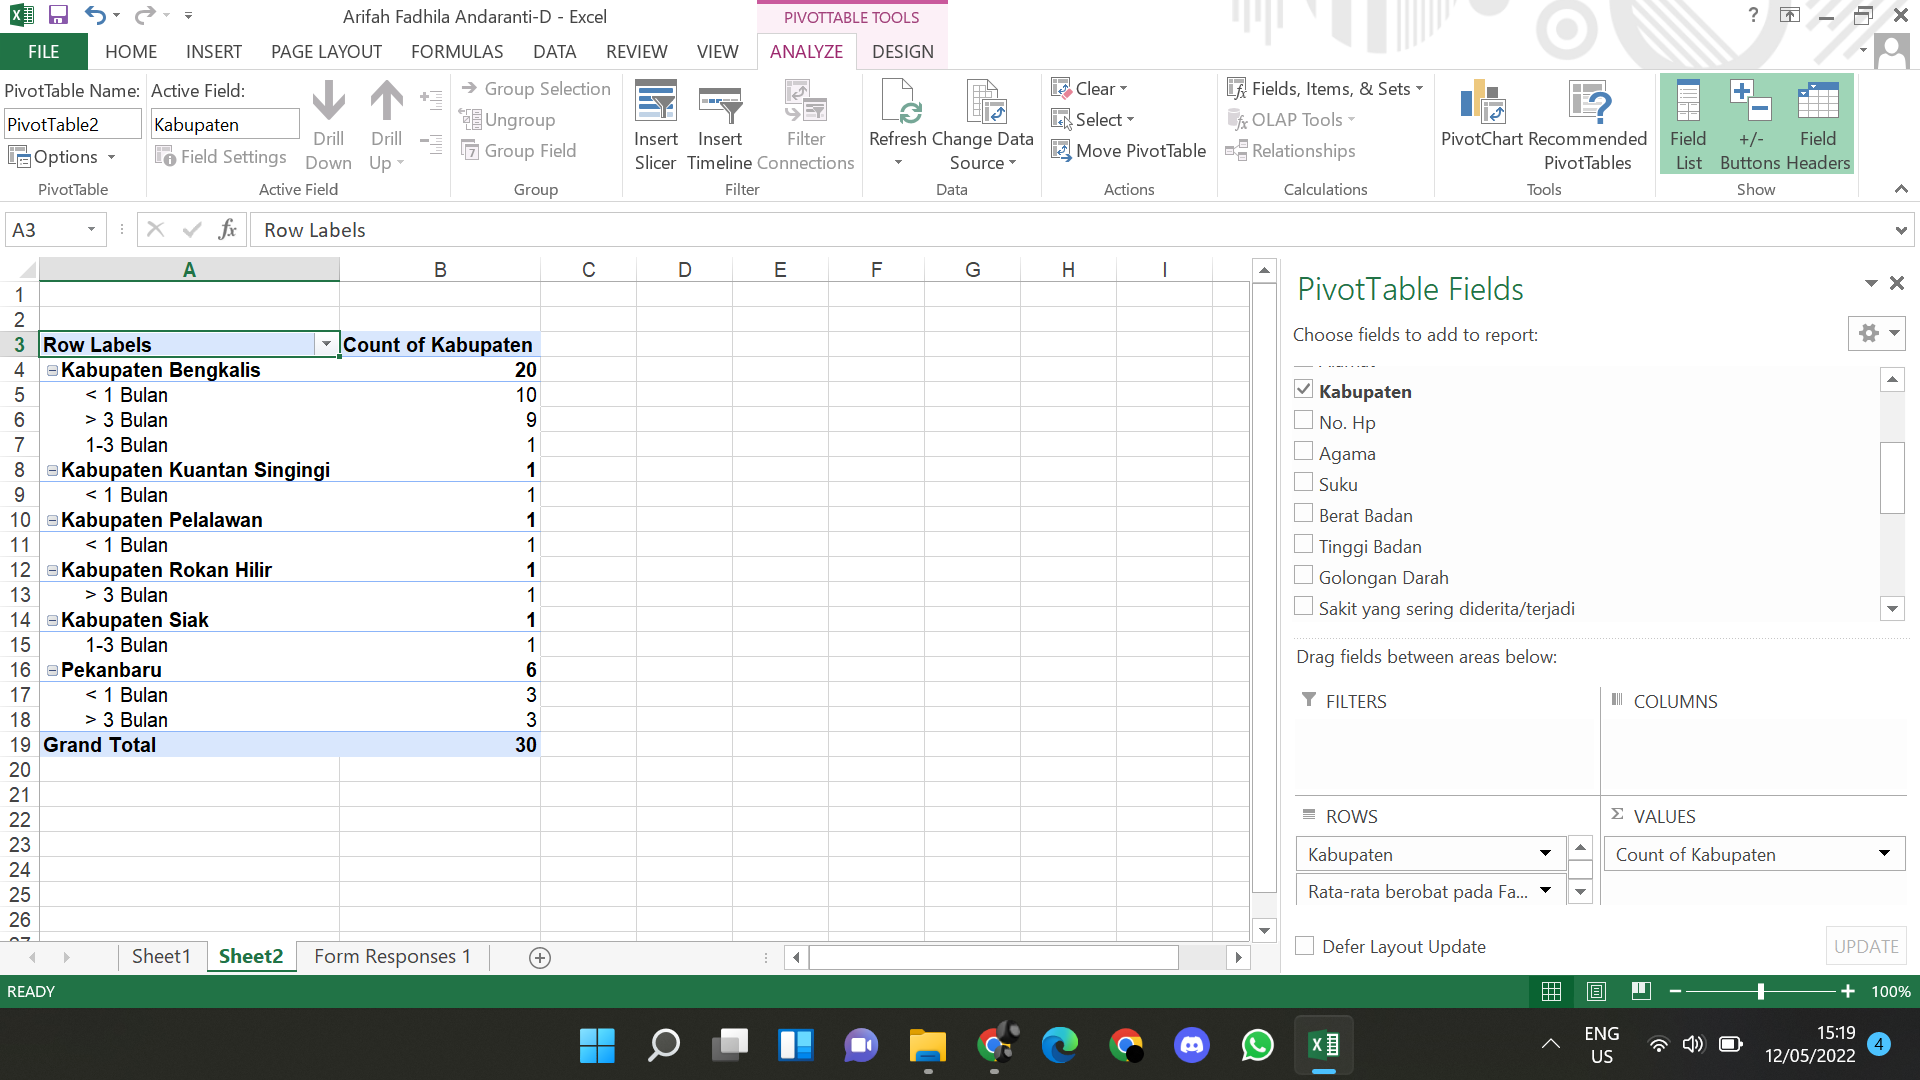 Arifah Fadhila Andaranti-D - Excel
PIVOTTABLE TOOLS
?
FILE HOME INSERT PAGE LAYOUT FORMULAS DATA REVIEW VIEW ANALYZE DESIGN
PivotTable Name:
PivotTable2
Options
PivotTable
Active Field:
Kabupaten
Field Settings
Drill Down
Drill Up
Active Field
Group Selection
Ungroup
Group Field
Group
Insert Slicer
Insert Timeline
Filter Connections
Filter
Refresh
Change Data Source
Data
Clear
Select
Move PivotTable
Actions
Fields, Items, & Sets
OLAP Tools
Relationships
Calculations
PivotChart
Recommended PivotTables
Tools
Field List
+/- Buttons
Field Headers
Show
A3
fx
Row Labels
A B C D E F G H I
1
2
3 Row Labels Count of Kabupaten
4 Kabupaten Bengkalis 20
5 < 1 Bulan 10
6 > 3 Bulan 9
7 1-3 Bulan 1
8 Kabupaten Kuantan Singingi 1
9 < 1 Bulan 1
10 Kabupaten Pelalawan 1
11 < 1 Bulan 1
12 Kabupaten Rokan Hilir 1
13 > 3 Bulan 1
14 Kabupaten Siak 1
15 1-3 Bulan 1
16 Pekanbaru 6
17 < 1 Bulan 3
18 > 3 Bulan 3
19 Grand Total 30
20
21
22
23
24
25
26
PivotTable Fields
Choose fields to add to report:
Kabupaten
No. Hp
Agama
Suku
Berat Badan
Tinggi Badan
Golongan Darah
Sakit yang sering diderita/terjadi
Drag fields between areas below:
FILTERS
COLUMNS
ROWS
Kabupaten
Rata-rata berobat pada Fa...
Σ VALUES
Count of Kabupaten
Defer Layout Update
UPDATE
Sheet1 Sheet2 Form Responses 1
READY
100%
ENG
US
15:19
12/05/2022
4